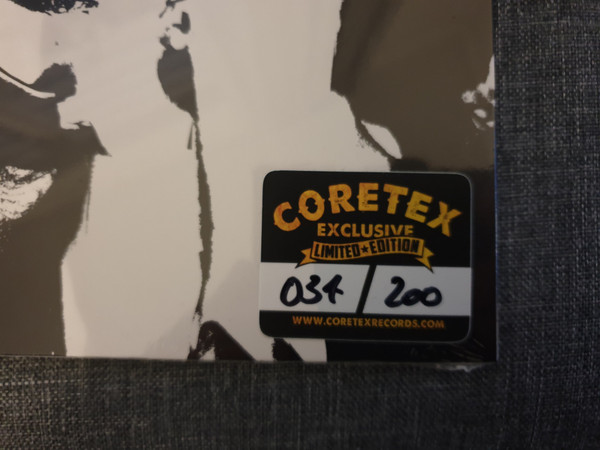 CORETEX
EXCLUSIVE
LIMITED★EDITION
034 / 200
WWW.CORETEXRECORDS.COM